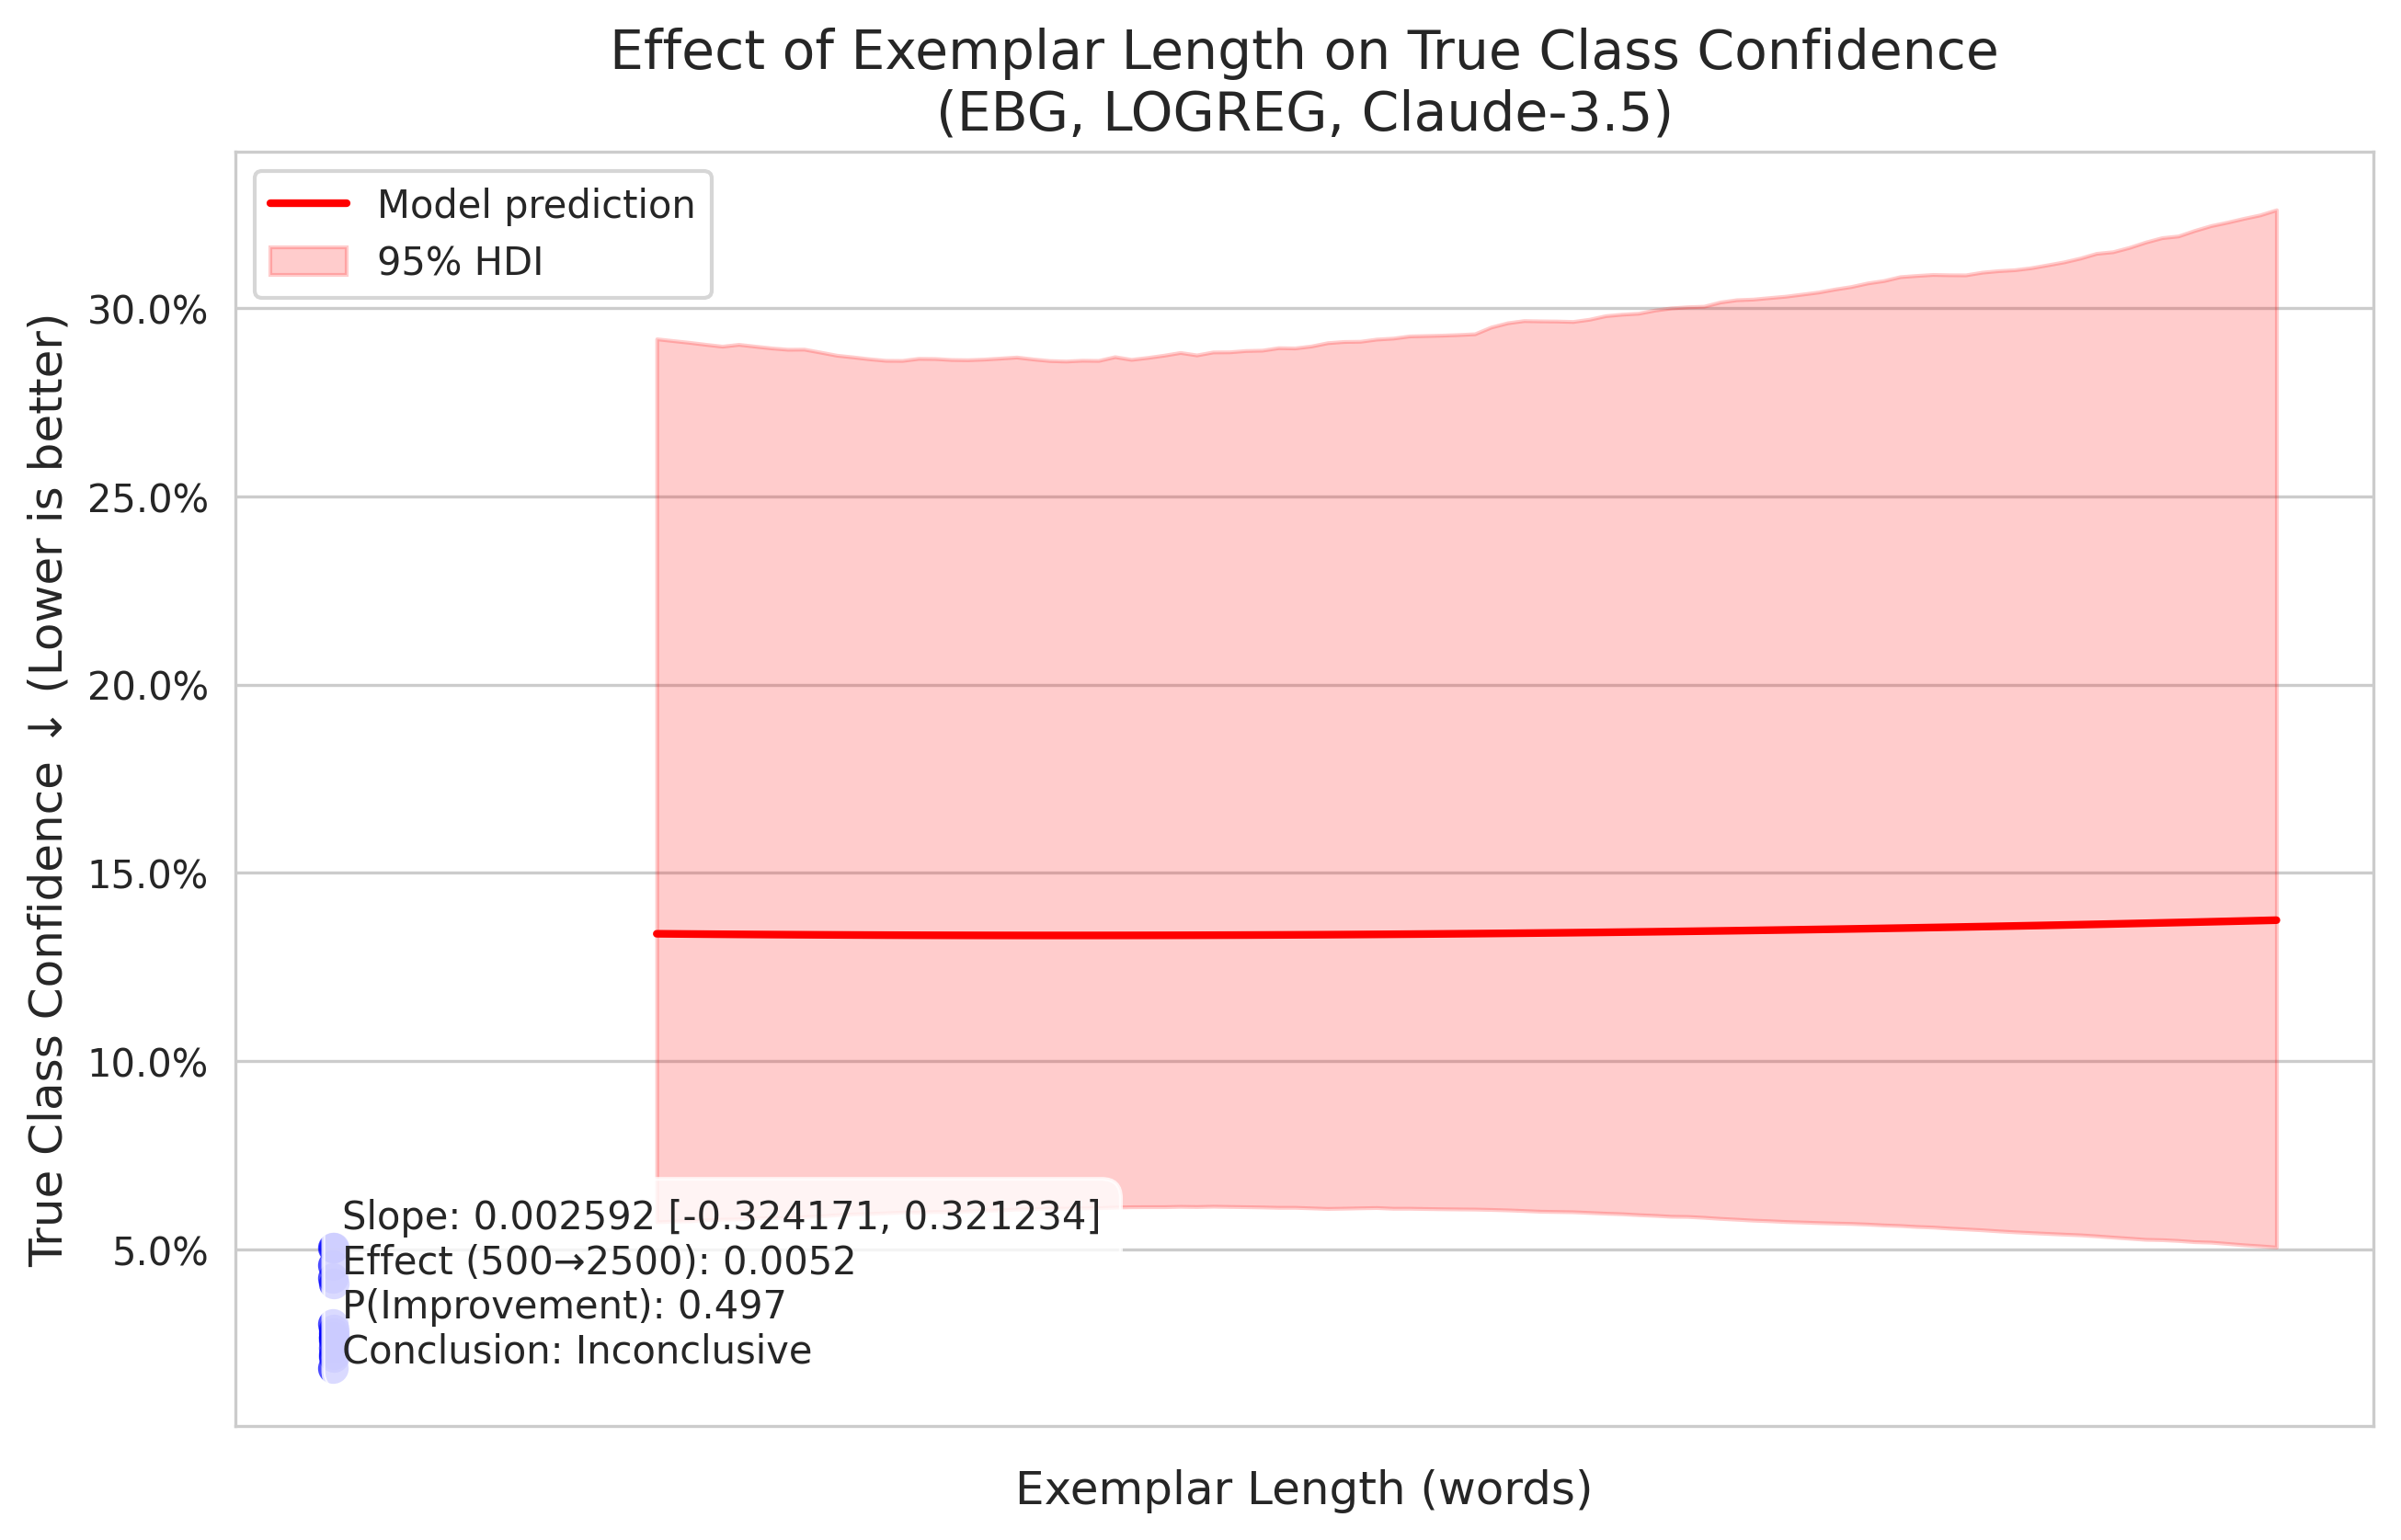 Effect of Exemplar Length on True Class Confidence
(EBG, LOGREG, Claude-3.5)
Model prediction
95% HDI
True Class Confidence ↓ (Lower is better)
30.0%
25.0%
20.0%
15.0%
10.0%
5.0%
Slope: 0.002592 [-0.324171, 0.321234]
Effect (500→2500): 0.0052
P(Improvement): 0.497
Conclusion: Inconclusive
Exemplar Length (words)